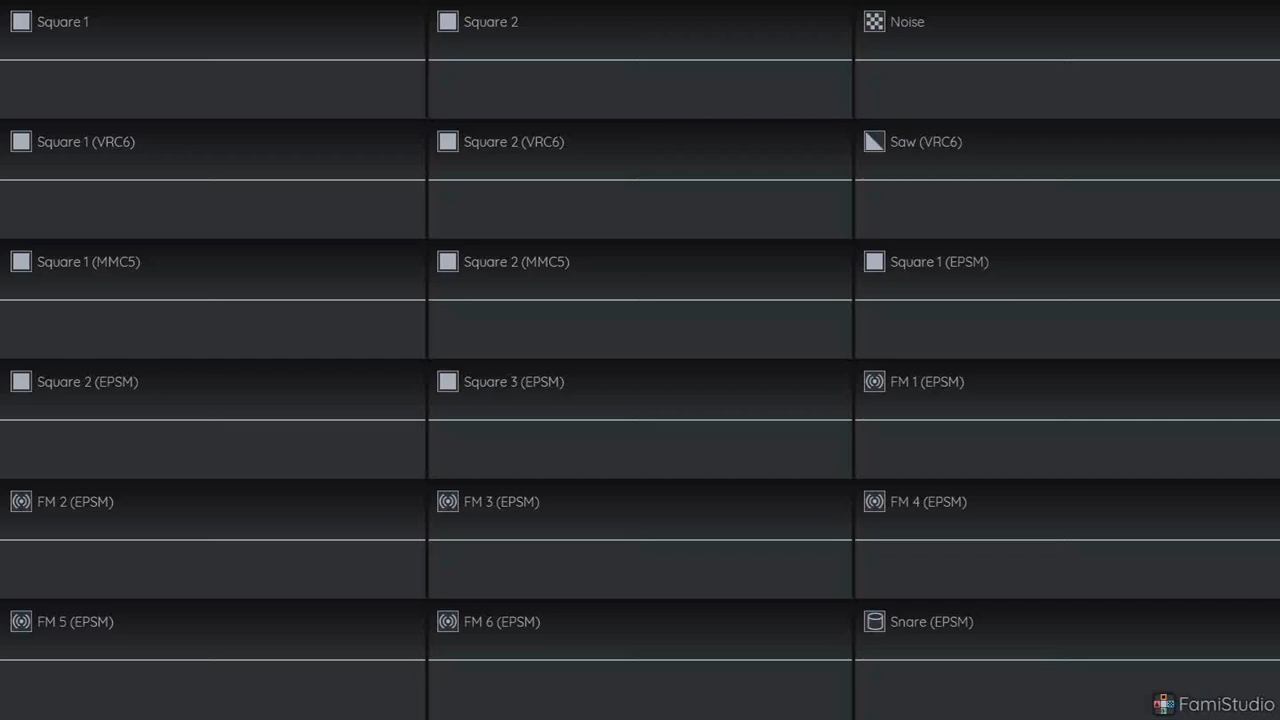 Square 1
Square 2
Noise
Square 1 (VRC6)
Square 2 (VRC6)
Saw (VRC6)
Square 1 (MMC5)
Square 2 (MMC5)
Square 1 (EPSM)
Square 2 (EPSM)
Square 3 (EPSM)
FM 1 (EPSM)
FM 2 (EPSM)
FM 3 (EPSM)
FM 4 (EPSM)
FM 5 (EPSM)
FM 6 (EPSM)
Snare (EPSM)
FamiStudio